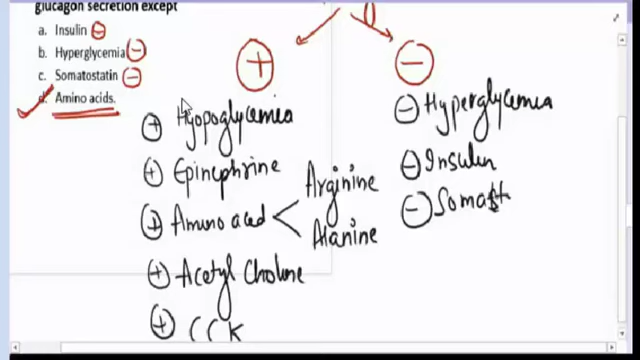 glucagon secretion except
a. Insulin
b. Hyperglycemia
c. Somatostatin
d. Amino acids.
Hypoglycemia
Epinephrine
Amino acid
Arginine
Alanine
Acetyl Choline
CCK
Hyperglycemia
Insulin
Somatst